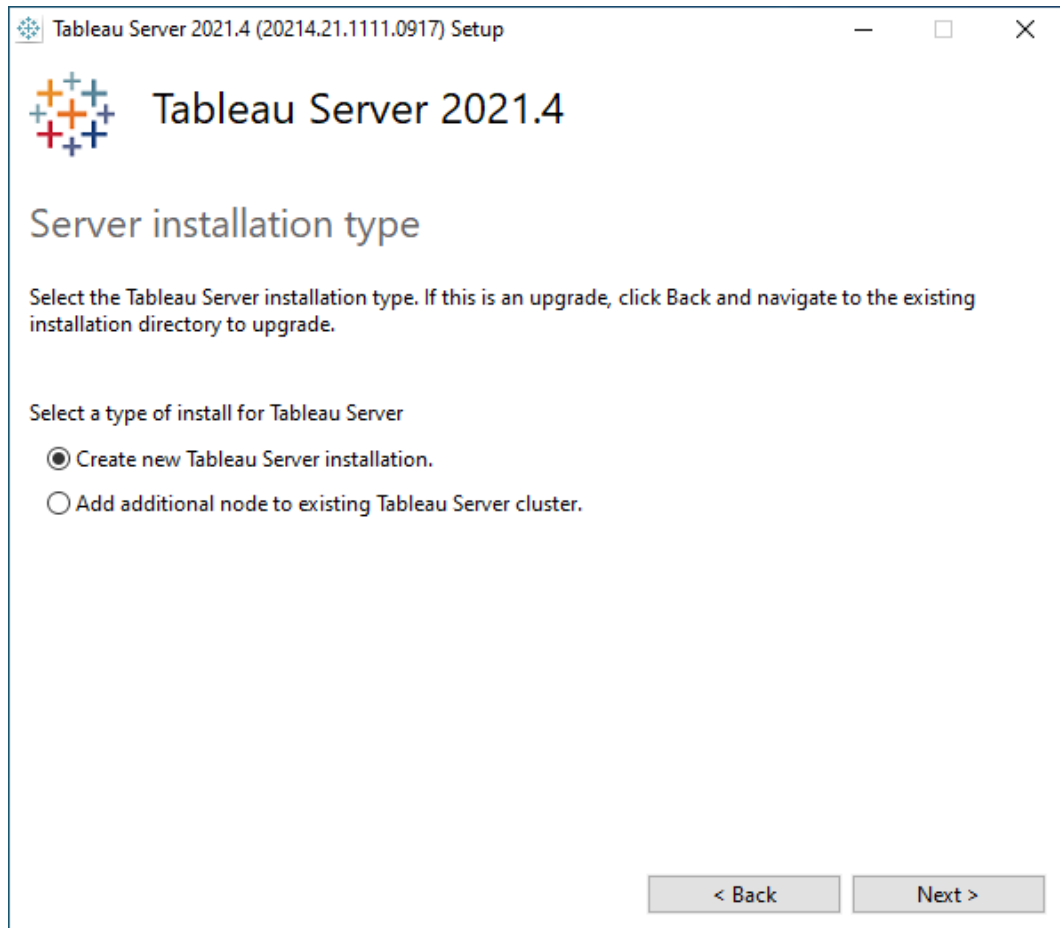 Tableau Server 2021.4 (20214.21.1111.0917) Setup
Tableau Server 2021.4
Server installation type
Select the Tableau Server installation type. If this is an upgrade, click Back and navigate to the existing
installation directory to upgrade.
Select a type of install for Tableau Server
Create new Tableau Server installation.
Add additional node to existing Tableau Server cluster.
< Back
Next >